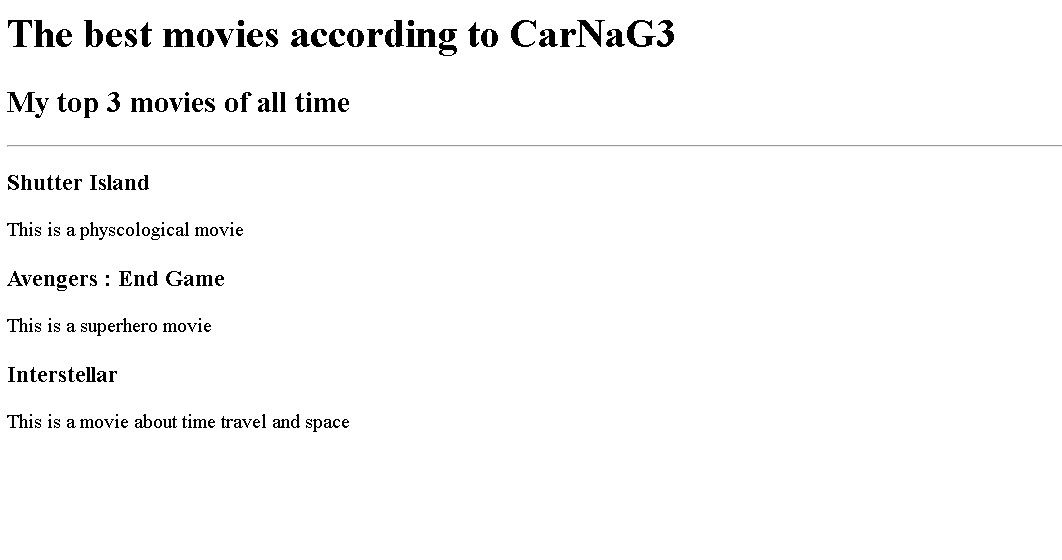 The best movies according to CarNaG3
My top 3 movies of all time
Shutter Island
This is a physcological movie
Avengers : End Game
This is a superhero movie
Interstellar
This is a movie about time travel and space